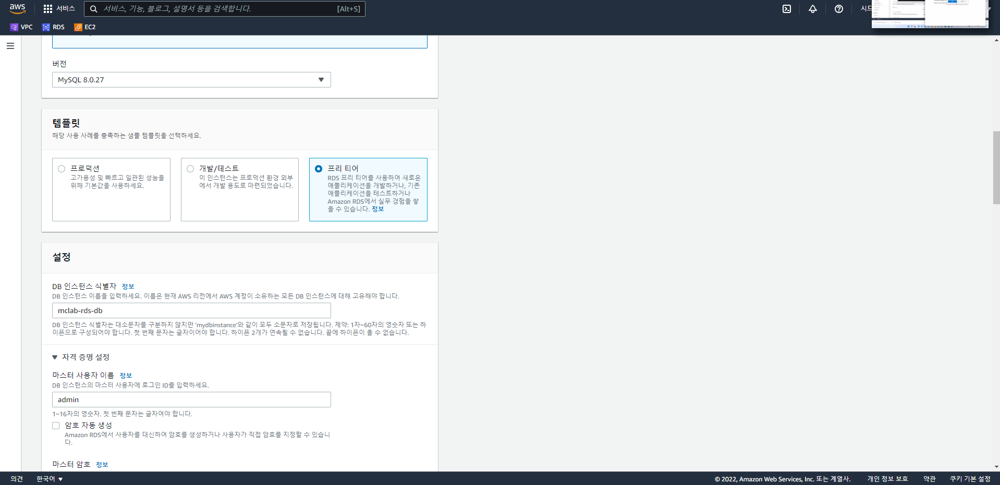 aws
서비스
서비스, 기능, 블로그, 설명서 등을 검색합니다.
[Alt+S]
VPC
RDS
EC2
버전
MySQL 8.0.27
템플릿
해당 사용 사례를 충족하는 샘플 템플릿을 선택하세요.
프로덕션
고가용성 및 빠르고 일관된 성능을
위해 기본값을 사용하세요.
개발/테스트
이 인스턴스는 프로덕션 환경 외부
에서 개발 용도로 마련되었습니다.
프리 티어
RDS 프리 티어를 사용하여 새로운
애플리케이션을 개발하거나, 기존
애플리케이션을 테스트하거나
Amazon RDS에서 실무 경험을 쌓
을 수 있습니다. 정보
설정
DB 인스턴스 식별자 정보
DB 인스턴스 이름을 입력하세요. 이름은 현재 AWS 리전에서 AWS 계정이 소유하는 모든 DB 인스턴스에 대해 고유해야 합니다.
mclab-rds-db
DB 인스턴스 식별자는 대소문자를 구분하지 않지만 'mydbinstance'와 같이 모두 소문자로 저장됩니다. 제약: 1자~60자의 영숫자 또는 하
이픈으로 구성되어야 합니다. 첫 번째 문자는 글자이어야 합니다. 하이픈 2개가 연속될 수 없습니다. 끝에 하이픈이 올 수 없습니다.
자격 증명 설정
마스터 사용자 이름 정보
DB 인스턴스의 마스터 사용자에 로그인 ID를 입력하세요.
admin
1~16자의 영숫자. 첫 번째 문자는 글자여야 합니다.
암호 자동 생성
Amazon RDS에서 사용자를 대신하여 암호를 생성하거나 사용자가 직접 암호를 지정할 수 있습니
다.
마스터 암호 정보
의견
한국어
© 2022, Amazon Web Services, Inc. 또는 계열사.
개인 정보 보호
약관
쿠키 기본 설정